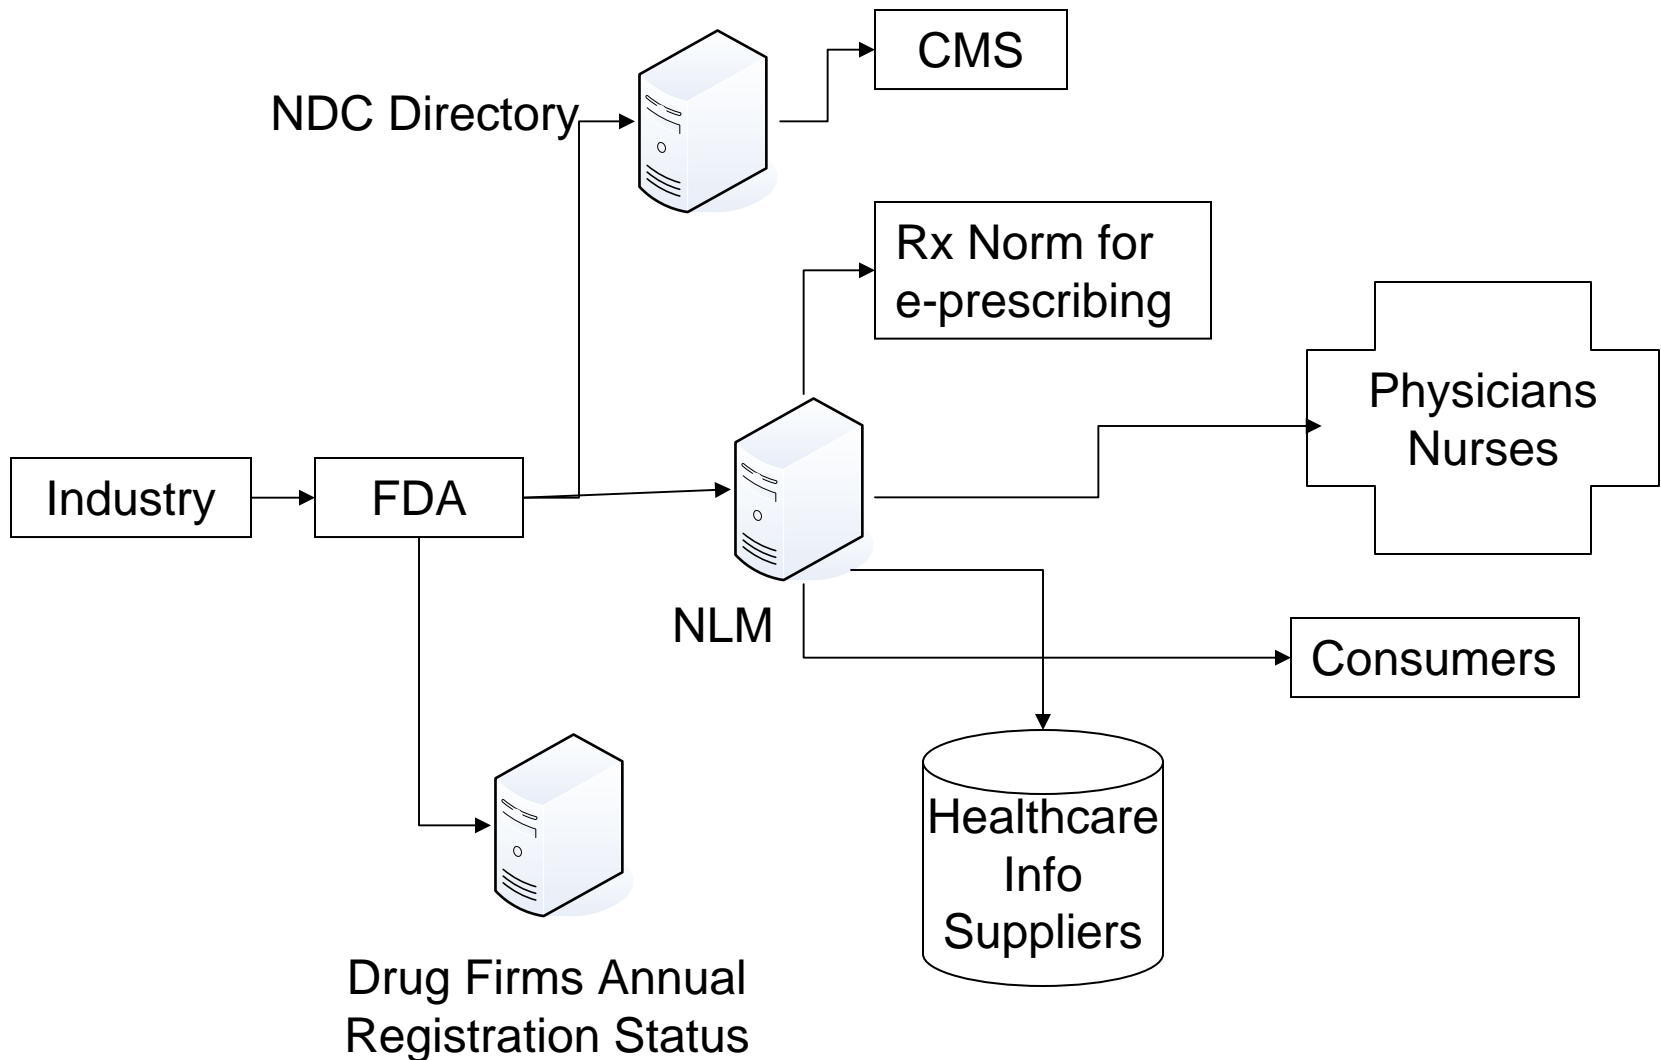 CMS
NDC Directory
Rx Norm for
e-prescribing
Physicians
Nurses
Industry
FDA
NLM
Consumers
Healthcare
Info
Suppliers
Drug Firms Annual
Registration Status